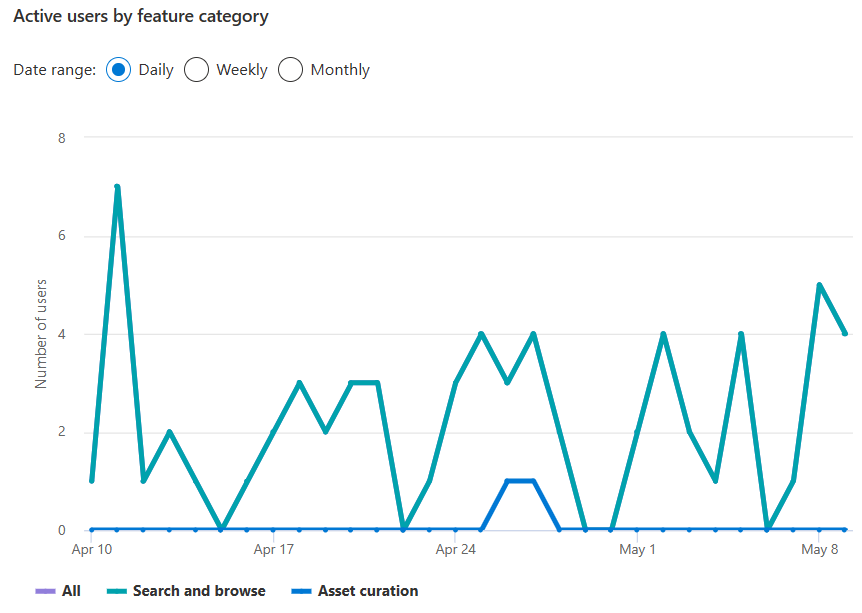 Active users by feature category
Date range: Daily Weekly Monthly
8
6
4
2
0
Number of users
Apr 10 Apr 17 Apr 24 May 1 May 8
All Search and browse Asset curation